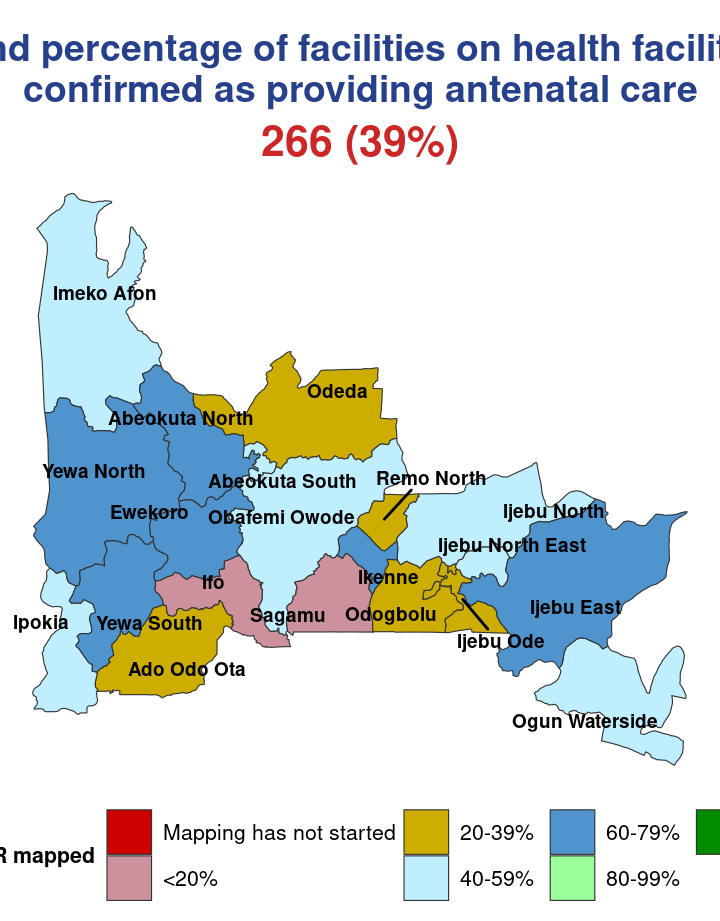 nd percentage of facilities on health facilit
confirmed as providing antenatal care
266 (39%)
Imeko Afon
Odeda
Abeokuta North
Yewa North
Abeokuta South
Remo North
Ewekoro
Obafemi Owode
Ijebu North
Ijebu North East
Ifo
Ikenne
Ipokia
Yewa South
Sagamu
Odogbolu
Ijebu East
Ijebu Ode
Ado Odo Ota
Ogun Waterside
R mapped
Mapping has not started
20-39%
60-79%
<20%
40-59%
80-99%